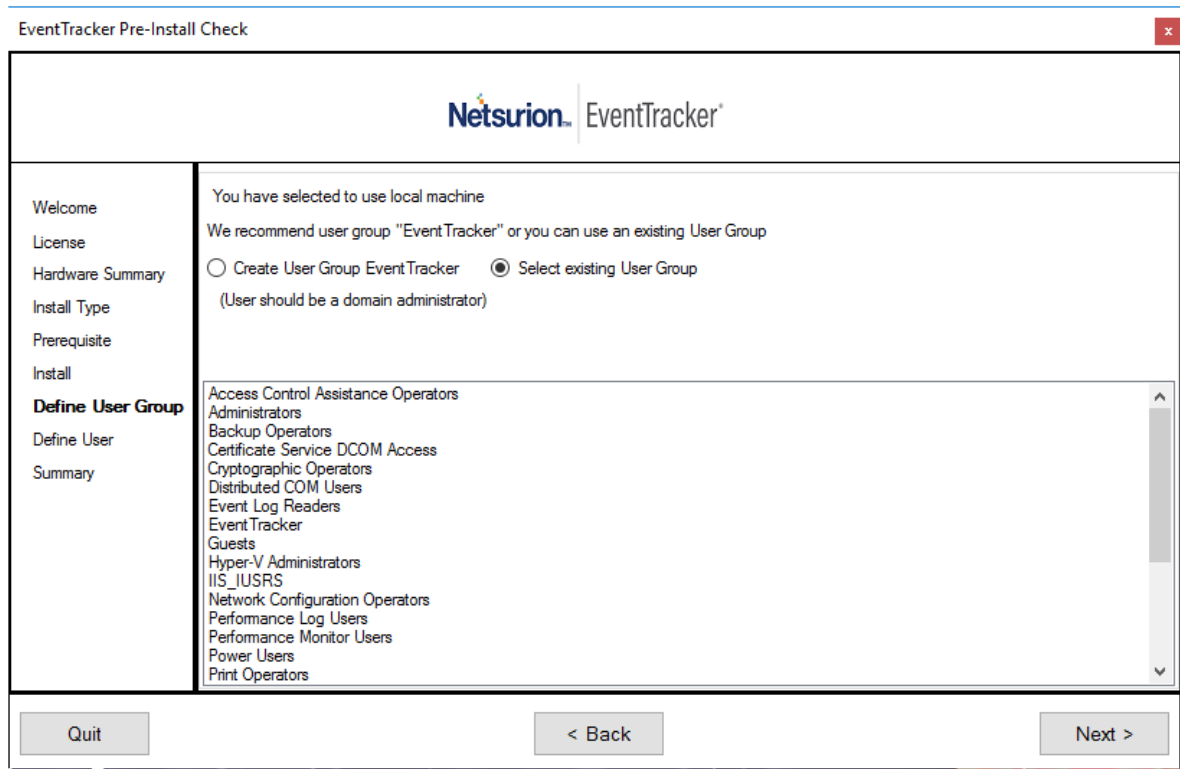 EventTracker Pre-Install Check
x
Netsurion™ EventTracker®
Welcome
License
Hardware Summary
Install Type
Prerequisite
Install
Define User Group
Define User
Summary
You have selected to use local machine
We recommend user group "EventTracker" or you can use an existing User Group
Create User Group EventTracker Select existing User Group
(User should be a domain administrator)
Access Control Assistance Operators
Administrators
Backup Operators
Certificate Service DCOM Access
Cryptographic Operators
Distributed COM Users
Event Log Readers
EventTracker
Guests
Hyper-V Administrators
IIS_IUSRS
Network Configuration Operators
Performance Log Users
Performance Monitor Users
Power Users
Print Operators
Quit
< Back
Next >